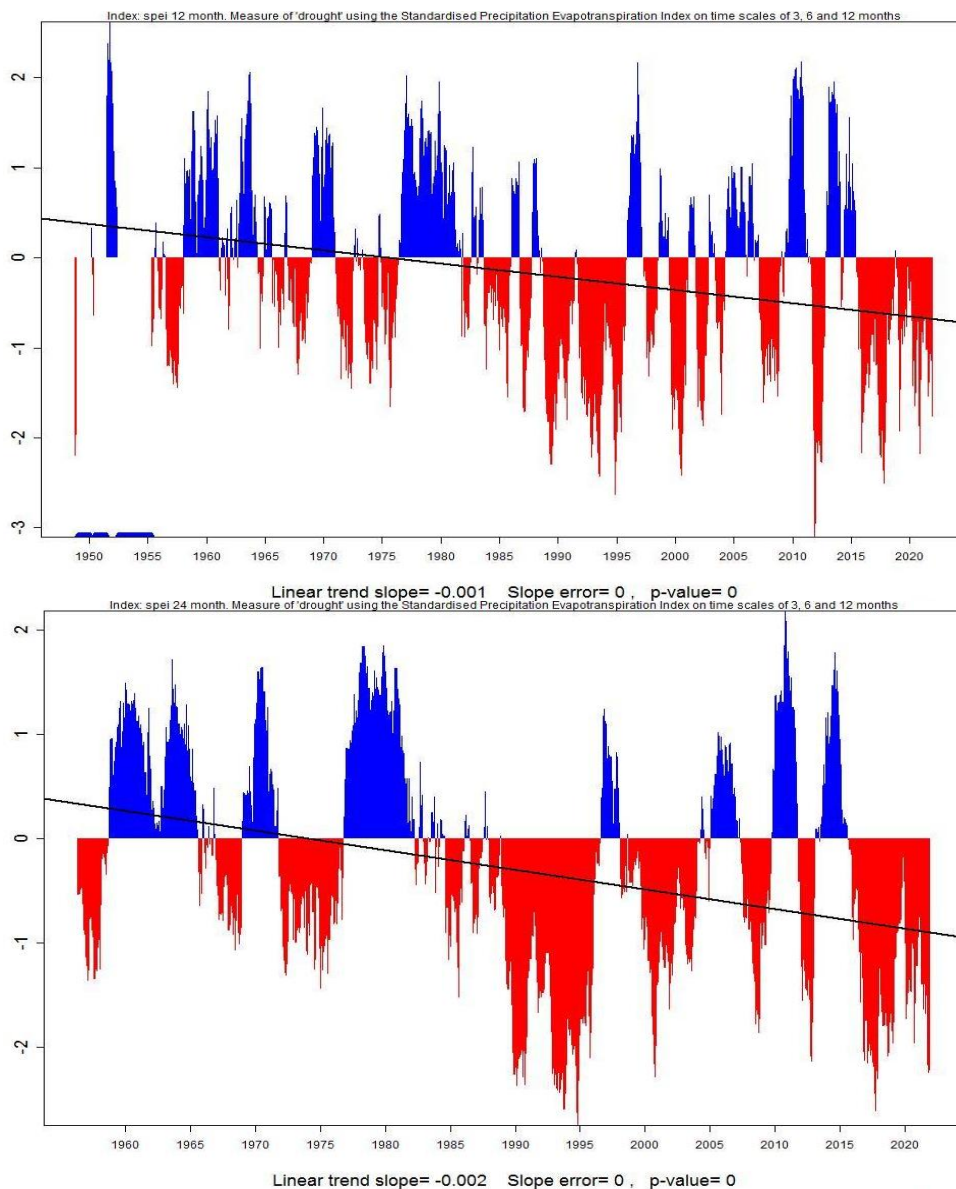 Index: spei 12 month. Measure of 'drought' using the Standardised Precipitation Evapotranspiration Index on time scales of 3, 6 and 12 months
2
1
0
-1
-2
-3
1950 1955 1960 1965 1970 1975 1980 1985 1990 1995 2000 2005 2010 2015 2020
Linear trend slope= -0.001 Slope error= 0 , p-value= 0
Index: spei 24 month. Measure of 'drought' using the Standardised Precipitation Evapotranspiration Index on time scales of 3, 6 and 12 months
2
1
0
-1
-2
1960 1965 1970 1975 1980 1985 1990 1995 2000 2005 2010 2015 2020
Linear trend slope= -0.002 Slope error= 0 , p-value= 0